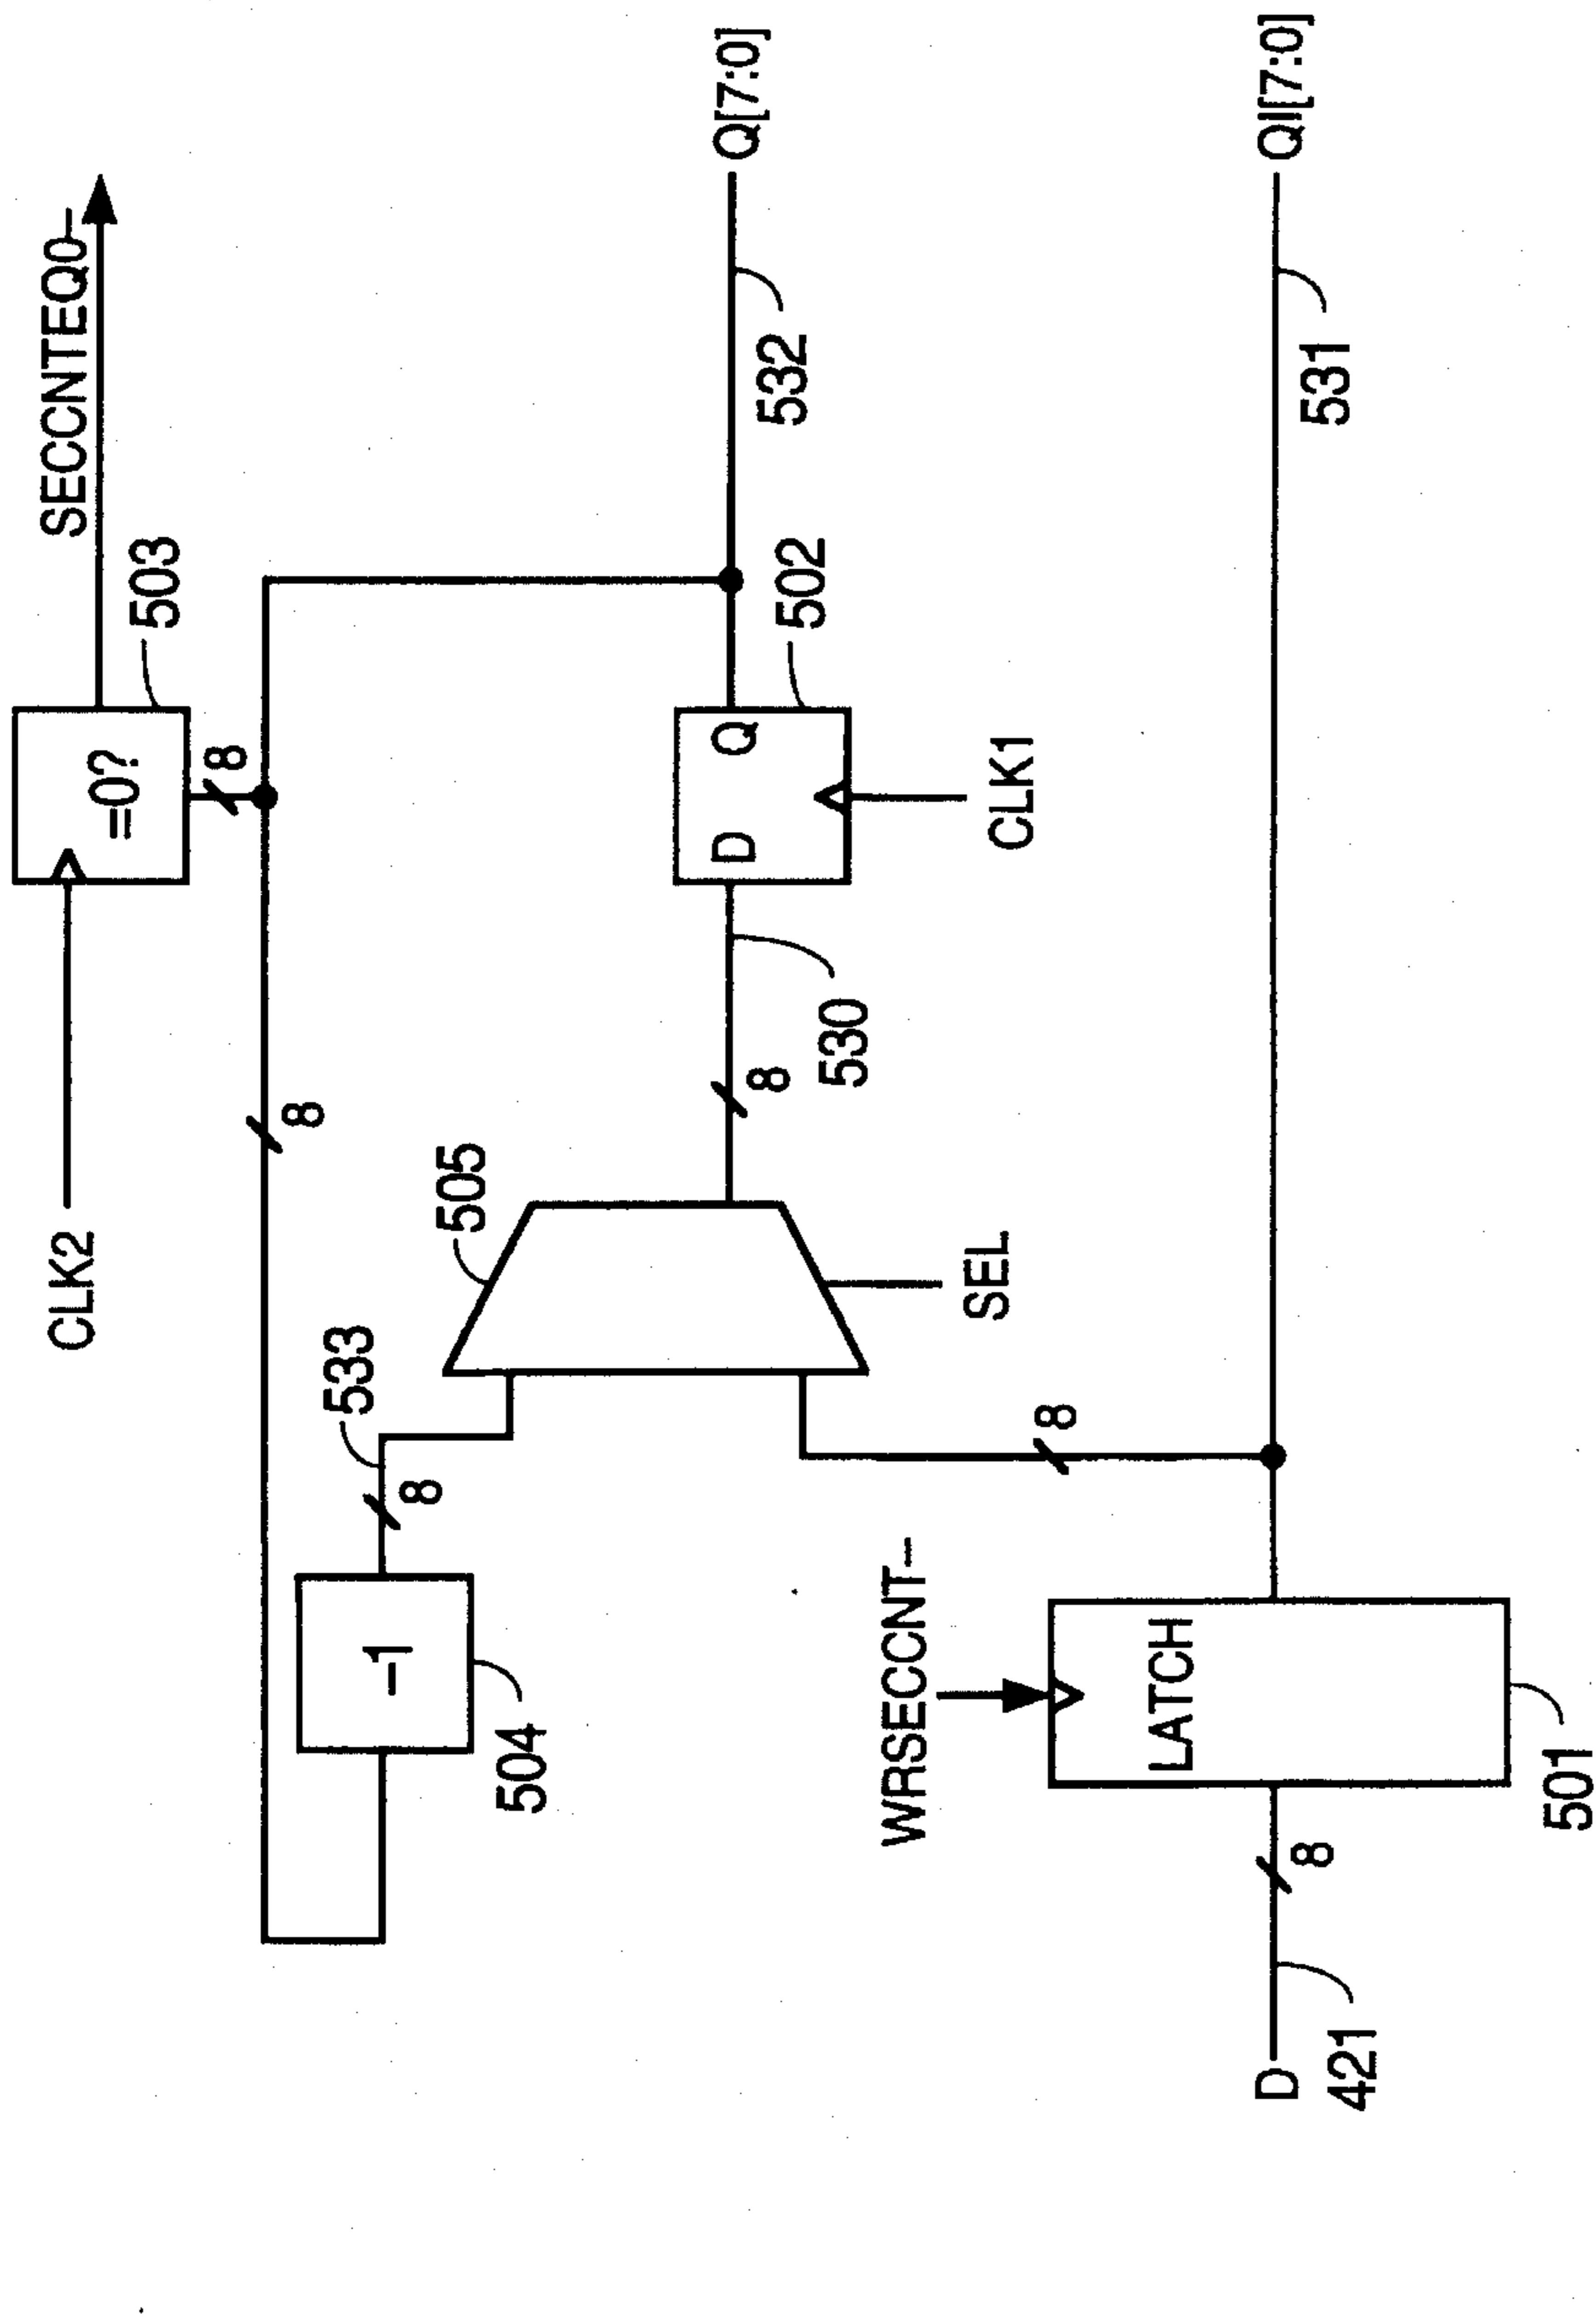 SECCNTEQ0–
CLK2
=0?
503
8
8
533
8
–1
504
505
SEL
8
530
D
Q
502
CLK1
532
Q[7:0]
WRSECCNT–
8
LATCH
501
D
8
421
531
QI[7:0]